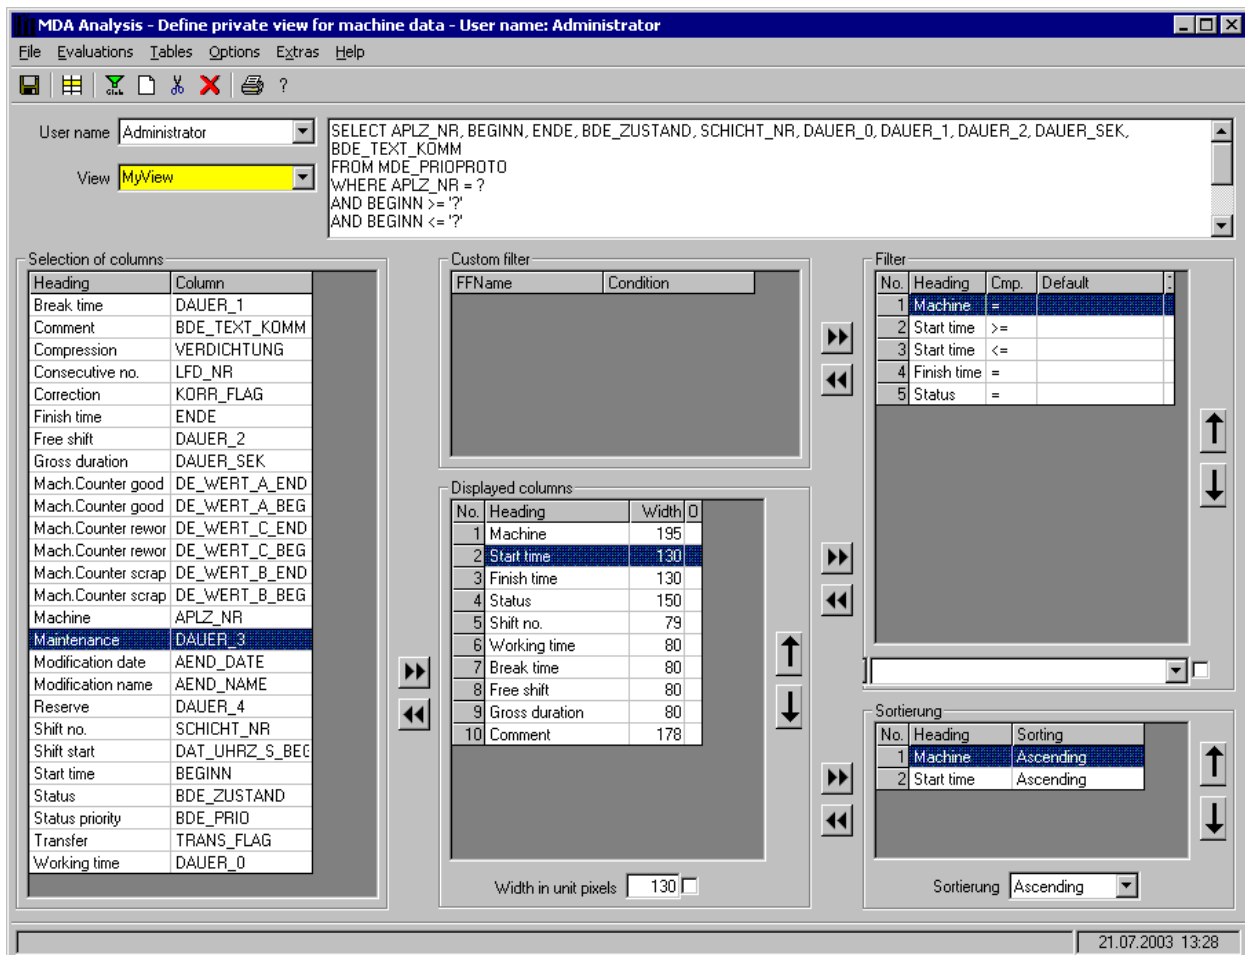 MDA Analysis - Define private view for machine data - User name: Administrator
File Evaluations Tables Options Extras Help
User name Administrator
View MyView
SELECT APLZ_NR, BEGINN, ENDE, BDE_ZUSTAND, SCHICHT_NR, DAUER_0, DAUER_1, DAUER_2, DAUER_SEK,
BDE_TEXT_KOMM
FROM MDE_PRIOPROTO
WHERE APLZ_NR = ?
AND BEGINN >= '?'
AND BEGINN <= '?'
Selection of columns
Heading Column
Break time DAUER_1
Comment BDE_TEXT_KOMM
Compression VERDICHTUNG
Consecutive no. LFD_NR
Correction KORR_FLAG
Finish time ENDE
Free shift DAUER_2
Gross duration DAUER_SEK
Mach.Counter good DE_WERT_A_END
Mach.Counter good DE_WERT_A_BEG
Mach.Counter rewor DE_WERT_C_END
Mach.Counter rewor DE_WERT_C_BEG
Mach.Counter scrap DE_WERT_B_END
Mach.Counter scrap DE_WERT_B_BEG
Machine APLZ_NR
Maintenance DAUER_3
Modification date AEND_DATE
Modification name AEND_NAME
Reserve DAUER_4
Shift no. SCHICHT_NR
Shift start DAT_UHRZ_S_BEG
Start time BEGINN
Status BDE_ZUSTAND
Status priority BDE_PRIO
Transfer TRANS_FLAG
Working time DAUER_0
Custom filter
FFName Condition
Displayed columns
No. Heading Width O
1 Machine 195
2 Start time 130
3 Finish time 130
4 Status 150
5 Shift no. 79
6 Working time 80
7 Break time 80
8 Free shift 80
9 Gross duration 80
10 Comment 178
Width in unit pixels 130
Filter
No. Heading Cmp. Default
1 Machine =
2 Start time >=
3 Start time <=
4 Finish time =
5 Status =
Sortierung
No. Heading Sorting
1 Machine Ascending
2 Start time Ascending
Sortierung Ascending
21.07.2003 13:28